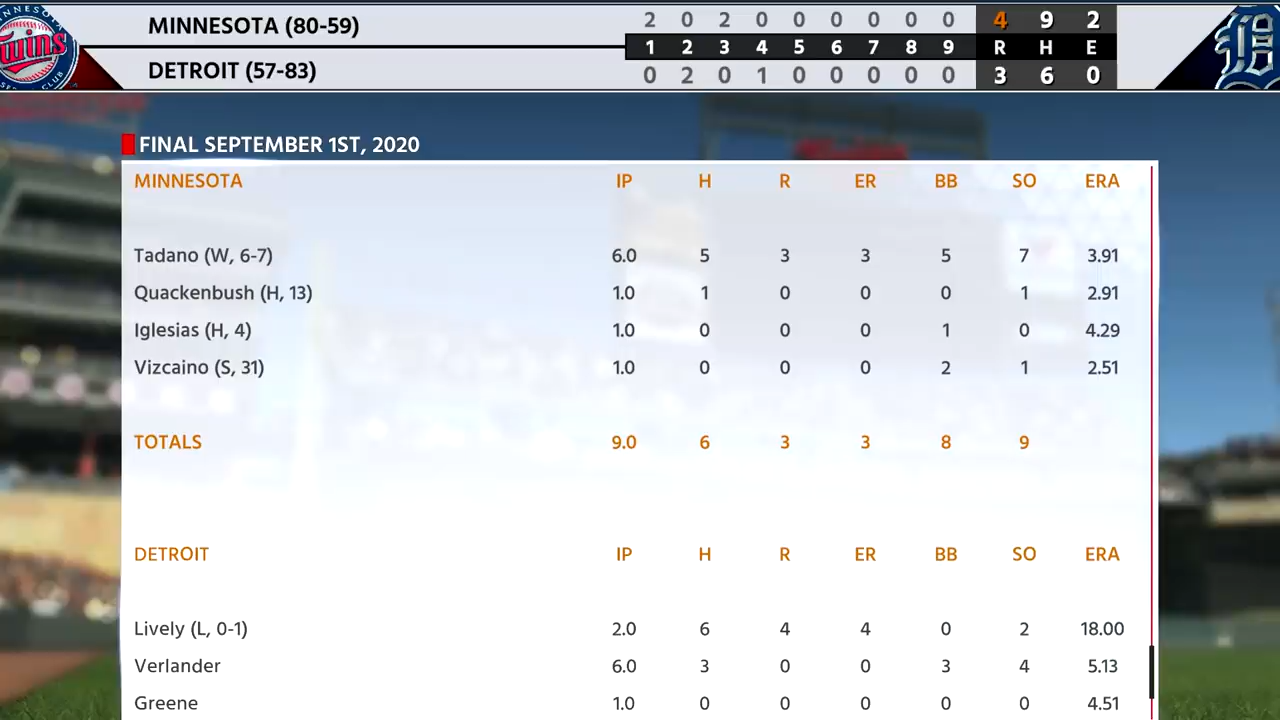 MINNESOTA (80-59) 2 0 2 0 0 0 0 0 0 4 9 2
1 2 3 4 5 6 7 8 9 R H E
DETROIT (57-83) 0 2 0 1 0 0 0 0 0 3 6 0
Twins
FINAL SEPTEMBER 1ST, 2020
MINNESOTA IP H R ER BB SO ERA
Tadano (W, 6-7) 6.0 5 3 3 5 7 3.91
Quackenbush (H, 13) 1.0 1 0 0 0 1 2.91
Iglesias (H, 4) 1.0 0 0 0 1 0 4.29
Vizcaino (S, 31) 1.0 0 0 0 2 1 2.51
TOTALS 9.0 6 3 3 8 9
DETROIT IP H R ER BB SO ERA
Lively (L, 0-1) 2.0 6 4 4 0 2 18.00
Verlander 6.0 3 0 0 3 4 5.13
Greene 1.0 0 0 0 0 0 4.51